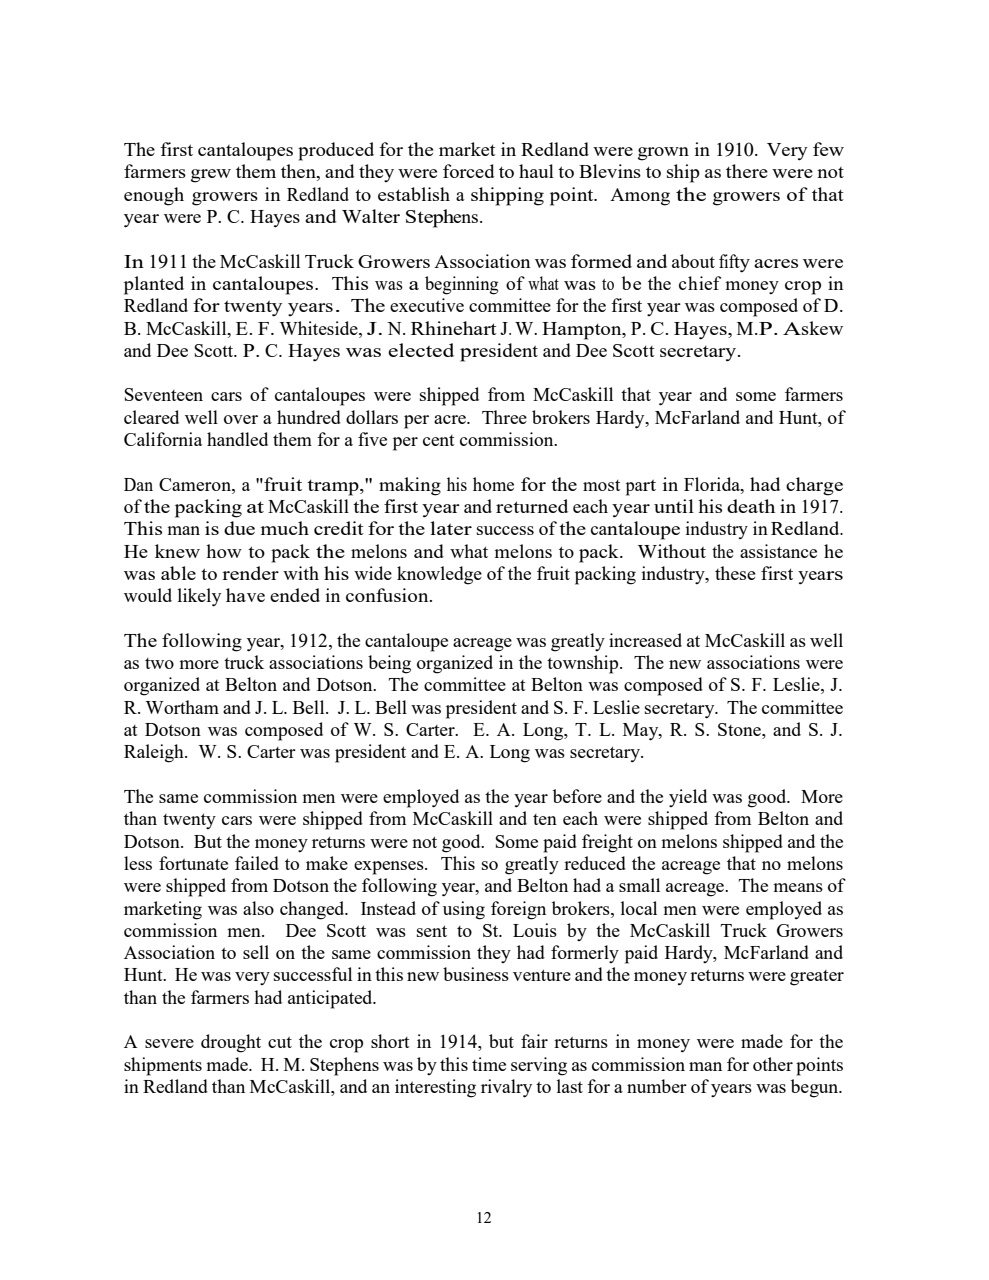 The first cantaloupes produced for the market in Redland were grown in 1910.  Very few
farmers grew them then, and they were forced to haul to Blevins to ship as there were not
enough growers in Redland to establish a shipping point.  Among the growers of that
year were P. C. Hayes and Walter Stephens.
In 1911 the McCaskill Truck Growers Association was formed and about fifty acres were
planted in cantaloupes.  This was a beginning of what was to be the chief money crop in
Redland for twenty years.  The executive committee for the first year was composed of D.
B. McCaskill, E. F. Whiteside, J. N. Rhinehart J. W. Hampton, P. C. Hayes, M.P. Askew
and Dee Scott. P. C. Hayes was elected president and Dee Scott secretary.
Seventeen cars of cantaloupes were shipped from McCaskill that year and some farmers
cleared well over a hundred dollars per acre.  Three brokers Hardy, McFarland and Hunt, of
California handled them for a five per cent commission.
Dan Cameron, a "fruit tramp," making his home for the most part in Florida, had charge
of the packing at McCaskill the first year and returned each year until his death in 1917.
This man is due much credit for the later success of the cantaloupe industry in Redland.
He knew how to pack the melons and what melons to pack.  Without the assistance he
was able to render with his wide knowledge of the fruit packing industry, these first years
would likely have ended in confusion.
The following year, 1912, the cantaloupe acreage was greatly increased at McCaskill as well
as two more truck associations being organized in the township.  The new associations were
organized at Belton and Dotson.  The committee at Belton was composed of S. F. Leslie, J.
R. Wortham and J. L. Bell.  J. L. Bell was president and S. F. Leslie secretary.  The committee
at Dotson was composed of W. S. Carter.  E. A. Long, T. L. May, R. S. Stone, and S. J.
Raleigh.  W. S. Carter was president and E. A. Long was secretary.
The same commission men were employed as the year before and the yield was good.  More
than twenty cars were shipped from McCaskill and ten each were shipped from Belton and
Dotson.  But the money returns were not good.  Some paid freight on melons shipped and the
less fortunate failed to make expenses.  This so greatly reduced the acreage that no melons
were shipped from Dotson the following year, and Belton had a small acreage.  The means of
marketing was also changed.  Instead of using foreign brokers, local men were employed as
commission men.  Dee Scott was sent to St. Louis by the McCaskill Truck Growers
Association to sell on the same commission they had formerly paid Hardy, McFarland and
Hunt.  He was very successful in this new business venture and the money returns were greater
than the farmers had anticipated.
A severe drought cut the crop short in 1914, but fair returns in money were made for the
shipments made.  H. M. Stephens was by this time serving as commission man for other points
in Redland than McCaskill, and an interesting rivalry to last for a number of years was begun.
12